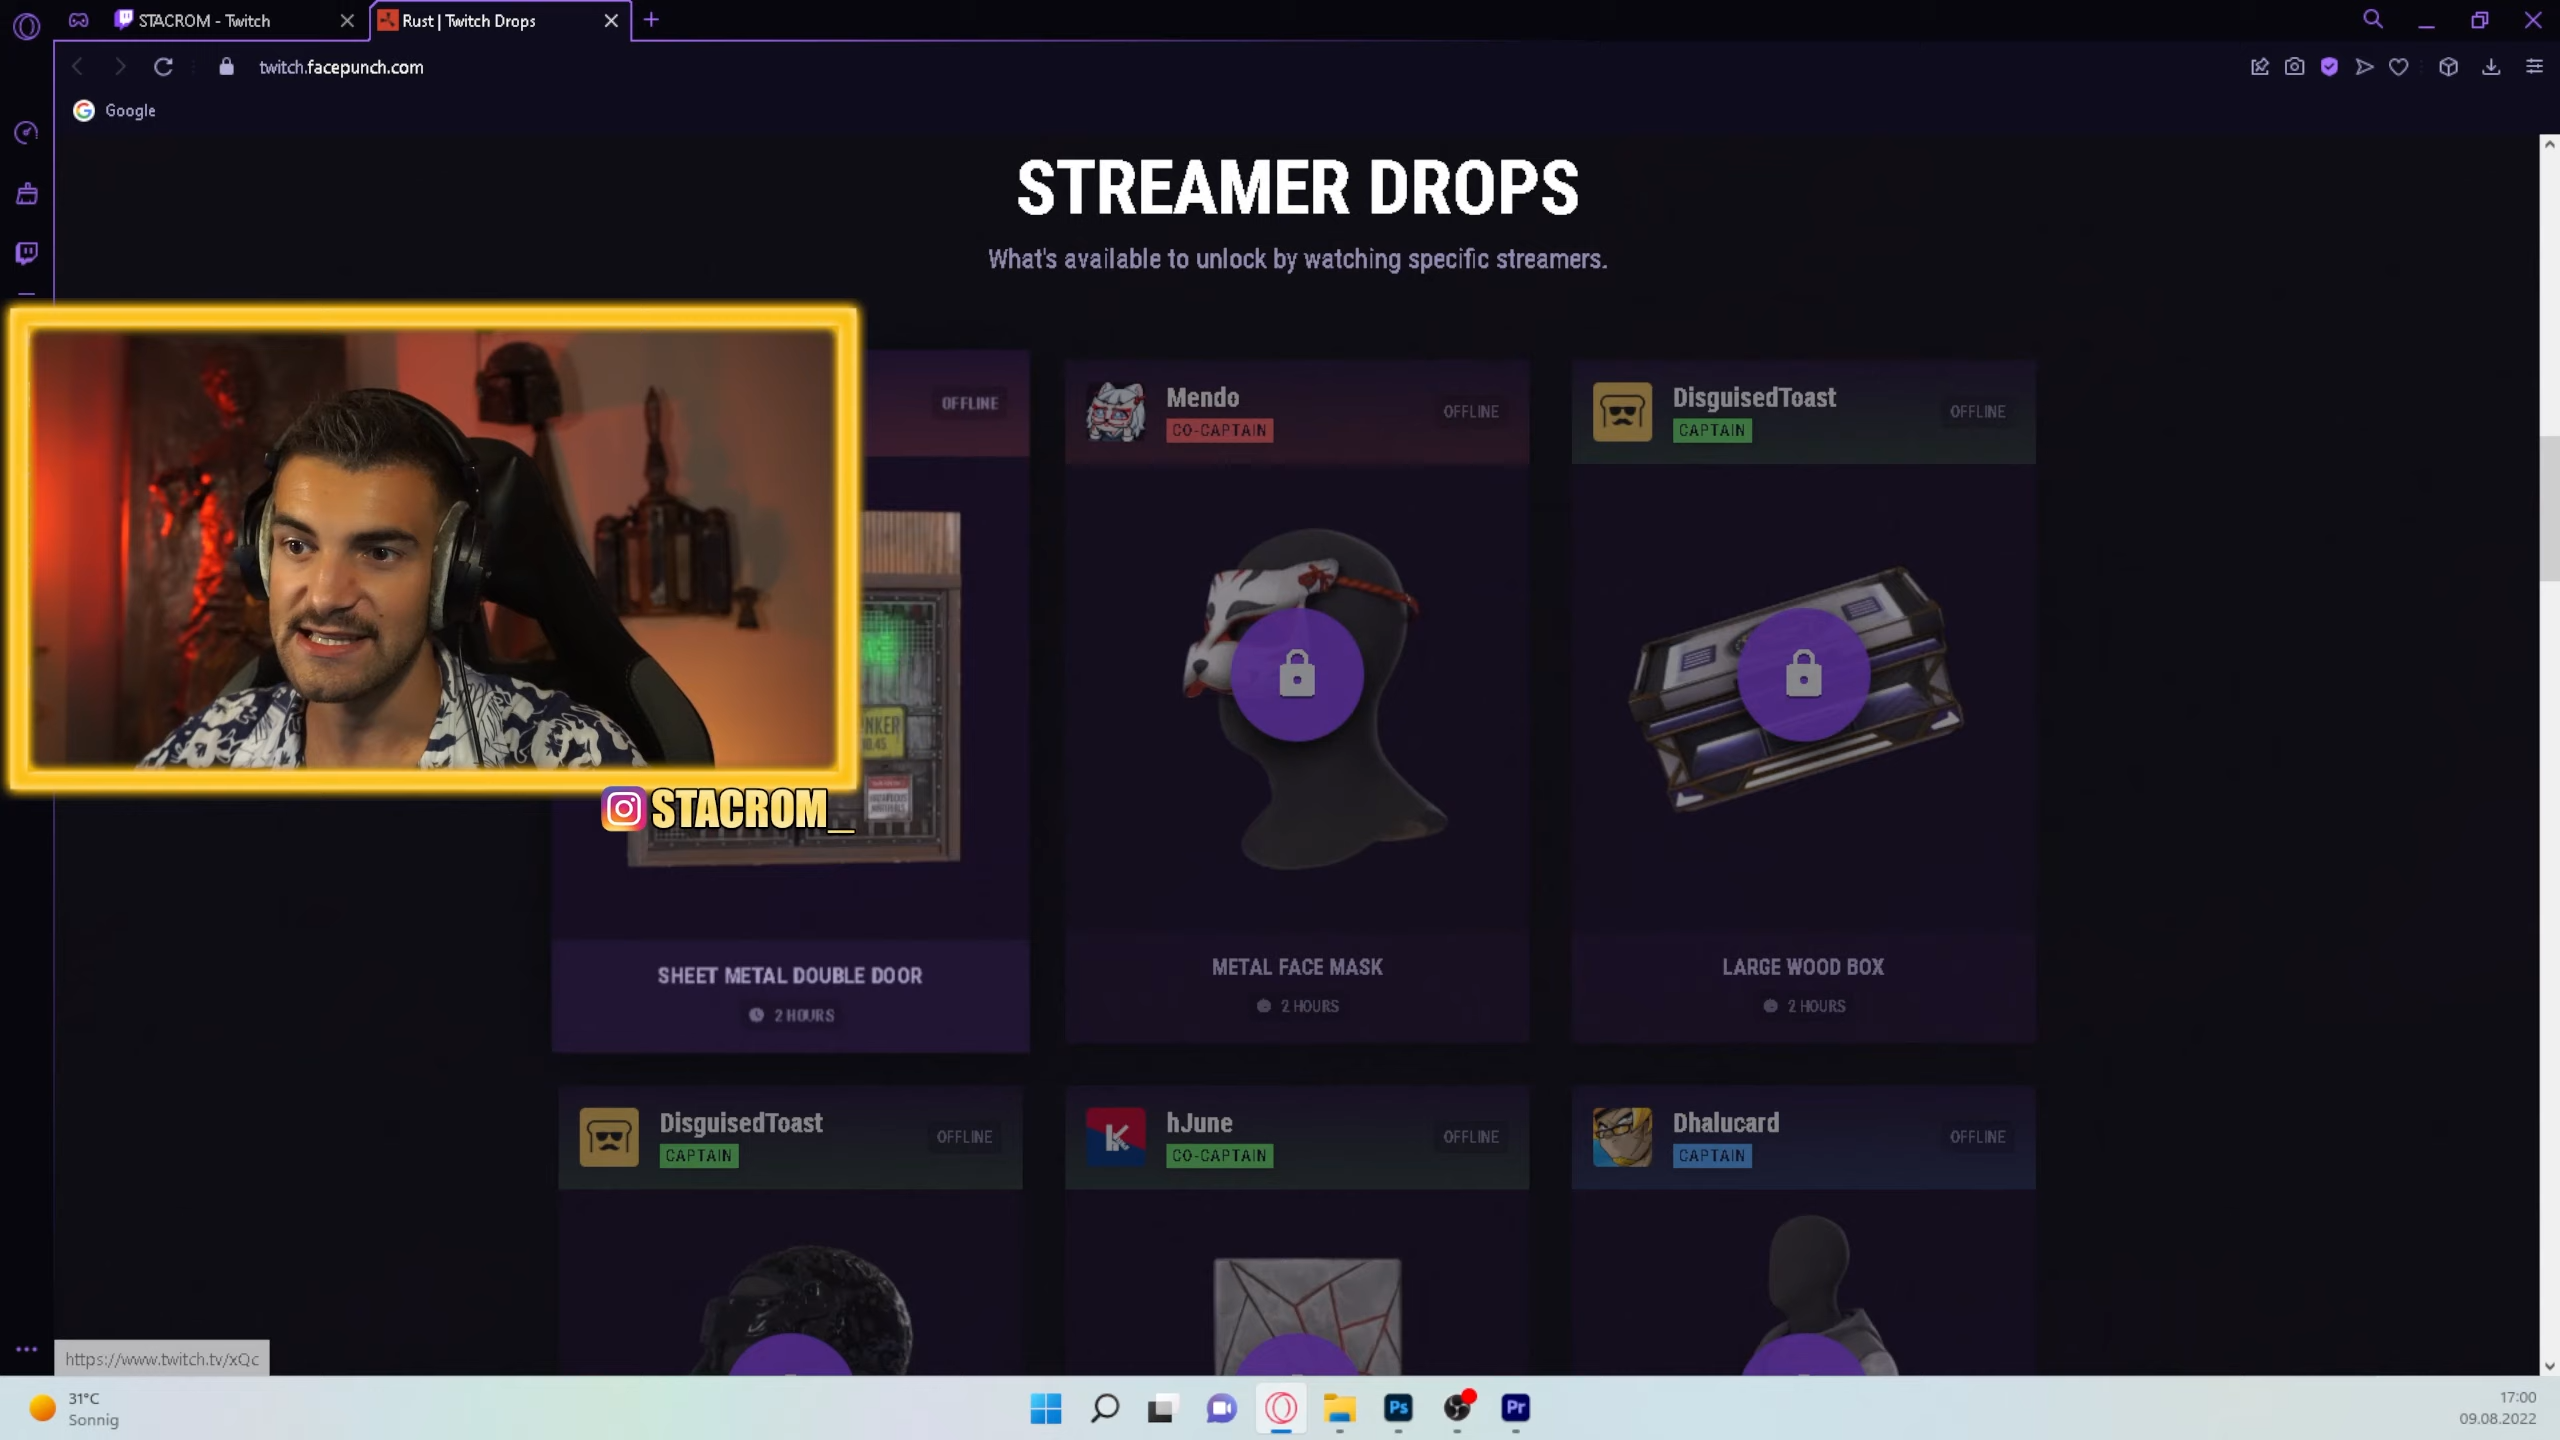 STACROM - Twitch
Rust | Twitch Drops
twitch.facepunch.com
Google
STREAMER DROPS
What's available to unlock by watching specific streamers.
OFFLINE
Mendo
CO-CAPTAIN
OFFLINE
DisguisedToast
CAPTAIN
OFFLINE
STACROM_
SHEET METAL DOUBLE DOOR
2 HOURS
METAL FACE MASK
2 HOURS
LARGE WOOD BOX
2 HOURS
DisguisedToast
CAPTAIN
OFFLINE
hJune
CO-CAPTAIN
OFFLINE
Dhalucard
CAPTAIN
OFFLINE
https://www.twitch.tv/xQc
31°C
Sonnig
Ps
Pr
17:00
09.08.2022